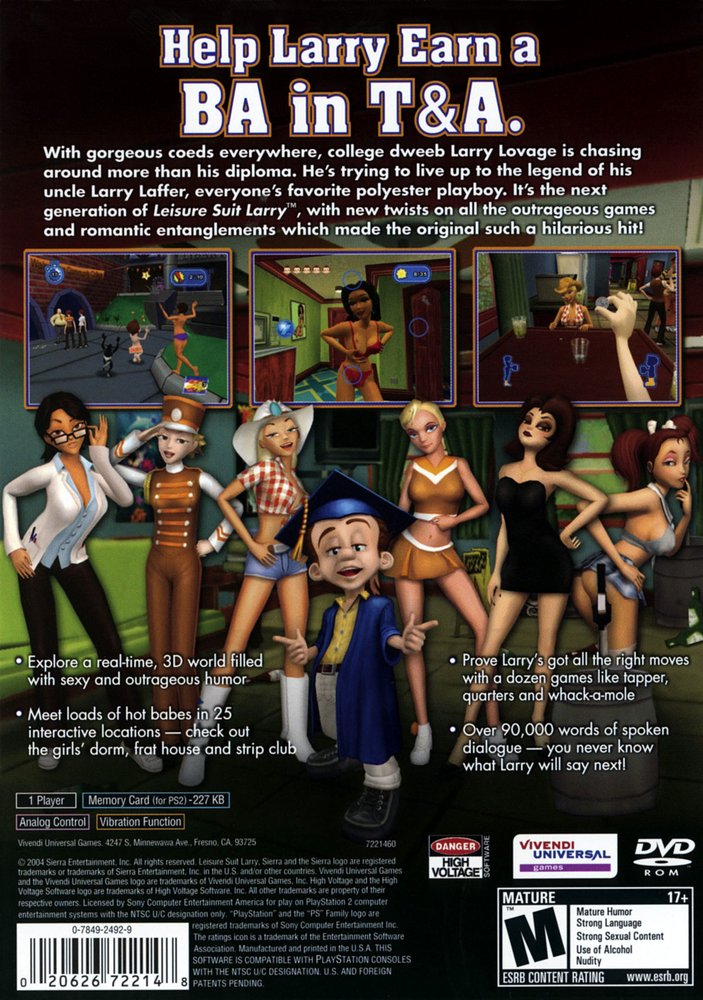 Help Larry Earn a
BA in T&A.
With gorgeous coeds everywhere, college dweeb Larry Lovage is chasing
around more than his diploma. He's trying to live up to the legend of his
uncle Larry Laffer, everyone's favorite polyester playboy. It's the next
generation of Leisure Suit Larry™, with new twists on all the outrageous games
and romantic entanglements which made the original such a hilarious hit!
• Explore a real-time, 3D world filled
with sexy and outrageous humor
• Meet loads of hot babes in 25
interactive locations — check out
the girls' dorm, frat house and strip club
• Prove Larry's got all the right moves
with a dozen games like tapper,
quarters and whack-a-mole
• Over 90,000 words of spoken
dialogue — you never know
what Larry will say next!
1 Player
Memory Card (for PS2) -227 KB
Analog Control
Vibration Function
Vivendi Universal Games. 4247 S. Minnewawa Ave., Fresno, CA. 93725
7221460
© 2004 Sierra Entertainment, Inc. All rights reserved. Leisure Suit Larry, Sierra and the Sierra logo are registered
trademarks or trademarks of Sierra Entertainment, Inc. in the U.S. and/or other countries. Vivendi Universal Games
and the Vivendi Universal Games logo are trademarks of Vivendi Universal Games, Inc. High Voltage and the High
Voltage Software logo are trademarks of High Voltage Software, Inc. All other trademarks are property of their
respective owners. Licensed by Sony Computer Entertainment America for play on PlayStation 2 computer
entertainment systems with the NTSC U/C designation only. "PlayStation" and the "PS" Family logo are
registered trademarks of Sony Computer Entertainment Inc.
The ratings icon is a trademark of the Entertainment Software
Association. Manufactured and printed in the U.S.A. THIS
SOFTWARE IS COMPATIBLE WITH PLAYSTATION CONSOLES
WITH THE NTSC U/C DESIGNATION. U.S. AND FOREIGN
PATENTS PENDING.
0-7849-2492-9
0 20626 72214 8
DANGER
HIGH
VOLTAGE
SOFTWARE
VIVENDI
UNIVERSAL
games
DVD
ROM
MATURE 17+
M
™
Mature Humor
Strong Language
Strong Sexual Content
Use of Alcohol
Nudity
ESRB CONTENT RATING www.esrb.org